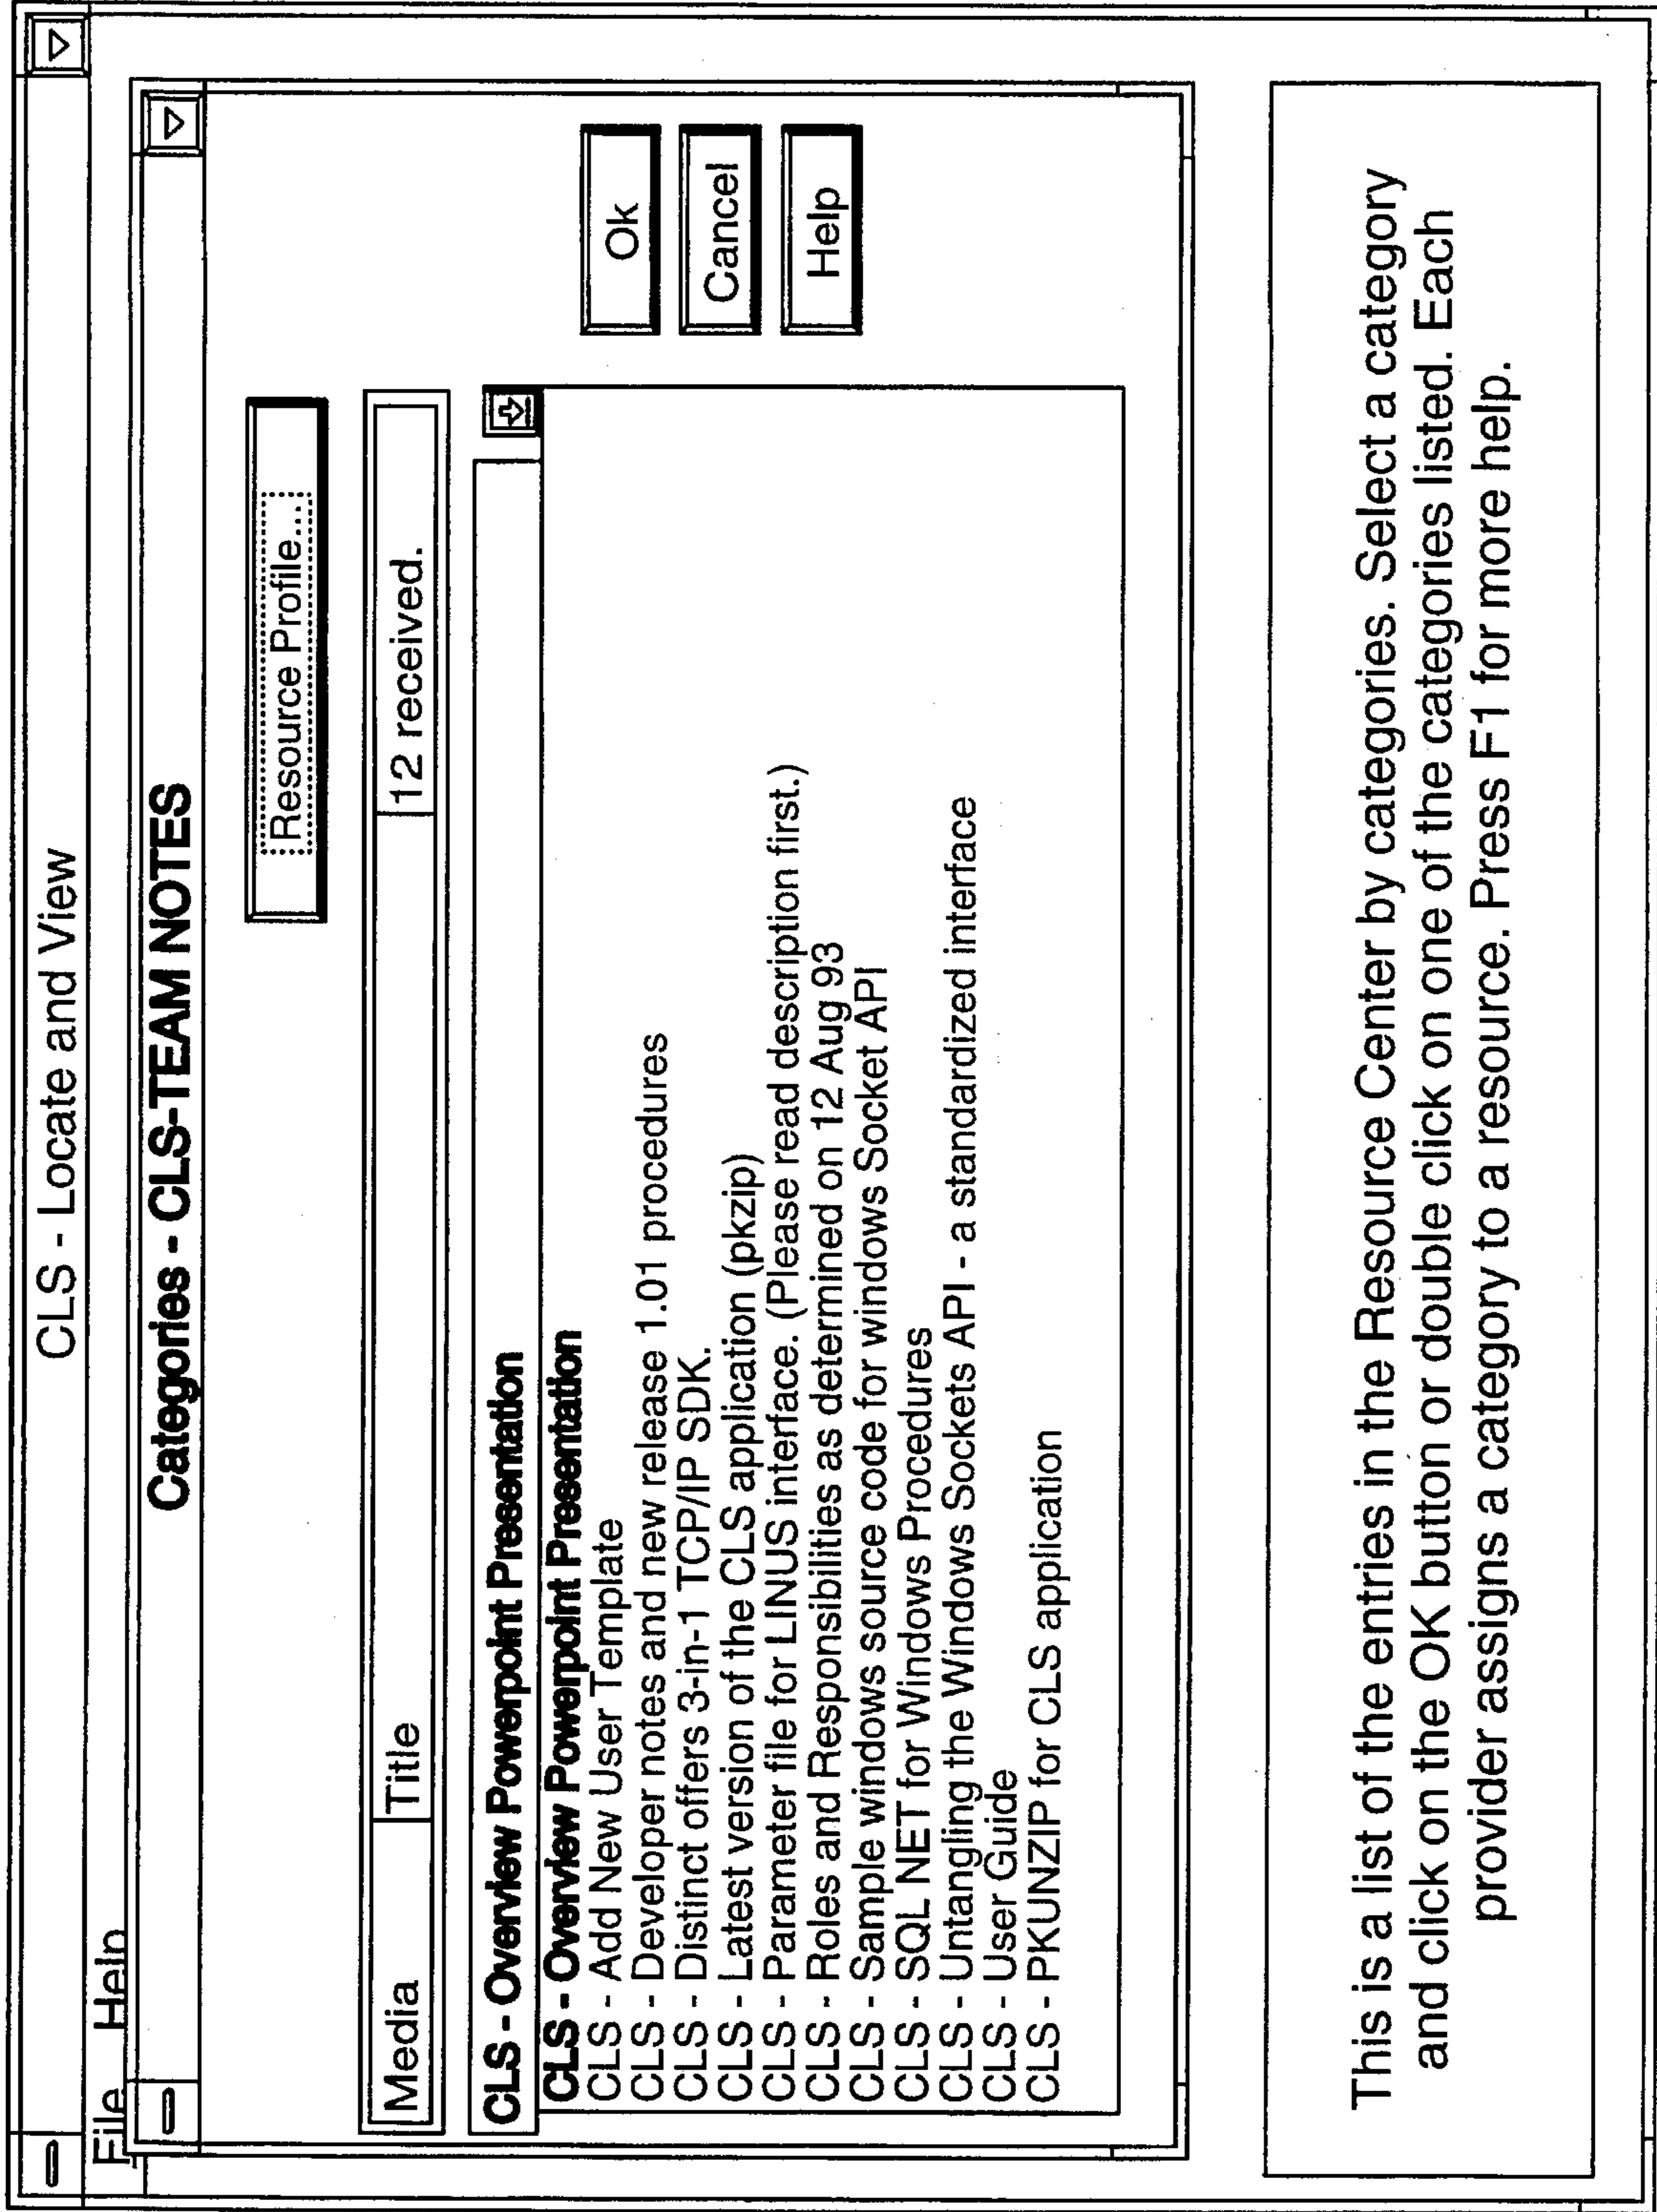 CLS - Locate and View
File Help
Categories - CLS-TEAM NOTES
Resource Profile...
Media Title 12 received.
CLS - Overview Powerpoint Presentation
CLS - Overview Powerpoint Presentation
CLS - Add New User Template
CLS - Developer notes and new release 1.01 procedures
CLS - Distinct offers 3-in-1 TCP/IP SDK.
CLS - Latest version of the CLS application (pkzip)
CLS - Parameter file for LINUS interface. (Please read description first.)
CLS - Roles and Responsibilities as determined on 12 Aug 93
CLS - Sample windows source code for windows Socket API
CLS - SQL NET for Windows Procedures
CLS - Untangling the Windows Sockets API - a standardized interface
CLS - User Guide
CLS - PKUNZIP for CLS application
Ok
Cancel
Help
This is a list of the entries in the Resource Center by categories. Select a category
and click on the OK button or double click on one of the categories listed. Each
provider assigns a category to a resource. Press F1 for more help.